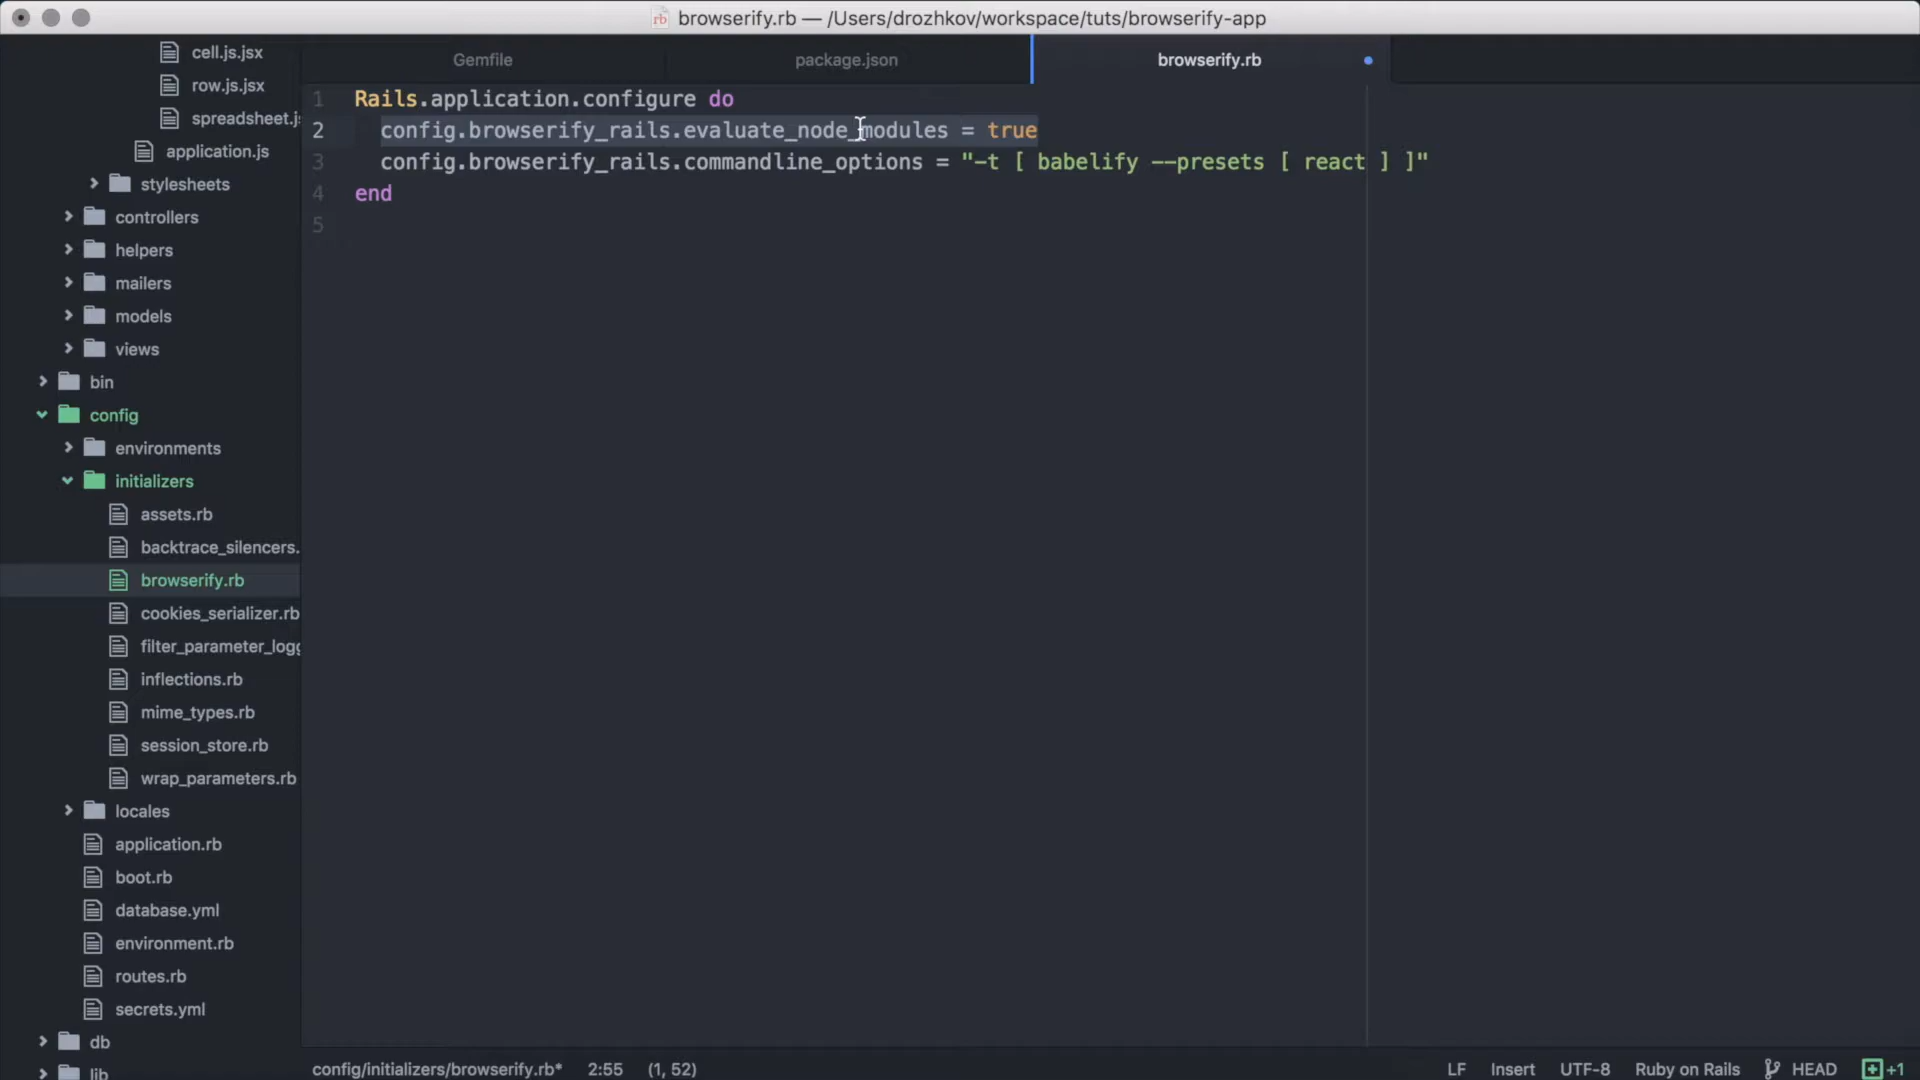 browserify.rb — /Users/drozhkov/workspace/tuts/browserify-app
cell.js.jsx
row.js.jsx
spreadsheet.js
application.js
stylesheets
controllers
helpers
mailers
models
views
bin
config
environments
initializers
assets.rb
backtrace_silencers.
browserify.rb
cookies_serializer.rb
filter_parameter_logg
inflections.rb
mime_types.rb
session_store.rb
wrap_parameters.rb
locales
application.rb
boot.rb
database.yml
environment.rb
routes.rb
secrets.yml
db
lib
Gemfile
package.json
browserify.rb
1 Rails.application.configure do
2 config.browserify_rails.evaluate_node_modules = true
3 config.browserify_rails.commandline_options = "-t [ babelify --presets [ react ] ]"
4 end
5
config/initializers/browserify.rb* 2:55 (1, 52)
LF Insert UTF-8 Ruby on Rails HEAD +1